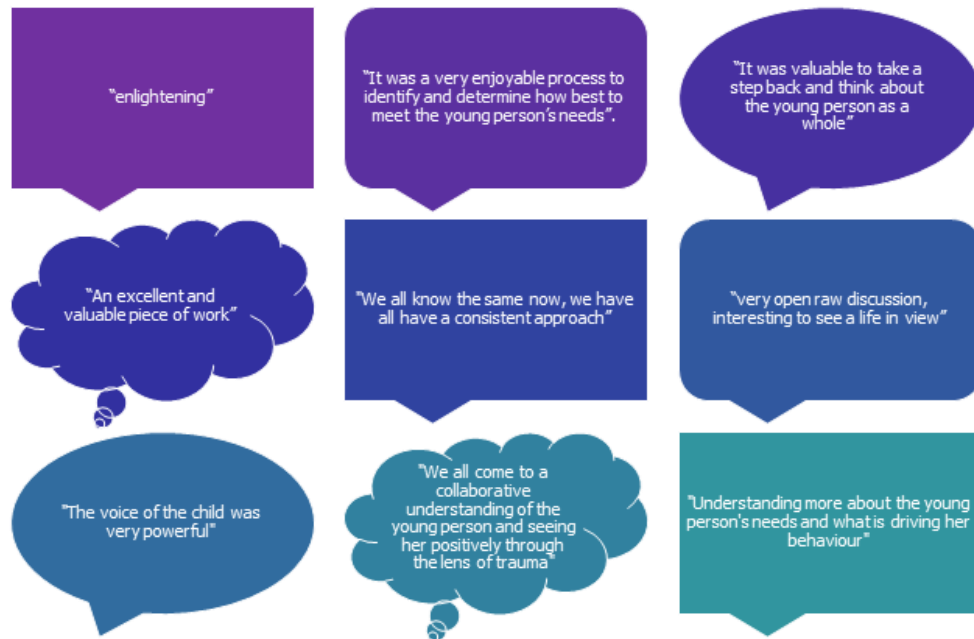 “enlightening”
“It was a very enjoyable process to
identify and determine how best to
meet the young person’s needs”.
“It was valuable to take a
step back and think about
the young person as a
whole”
“An excellent and
valuable piece of work”
"We all know the same now, we have
all have a consistent approach”
“very open raw discussion,
interesting to see a life in view”
"The voice of the child was
very powerful"
"We all come to a
collaborative
understanding of the
young person and seeing
her positively through
the lens of trauma"
"Understanding more about the young
person's needs and what is driving her
behaviour"